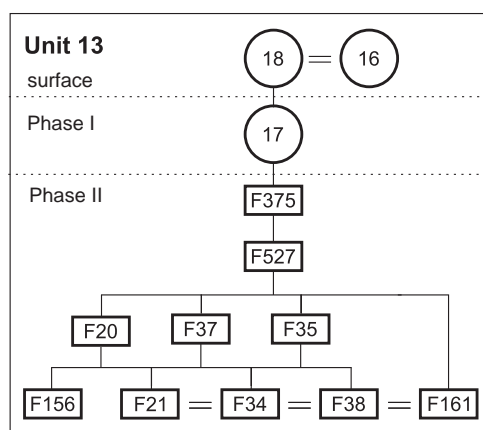 Unit 13
18 = 16
surface
Phase I
17
Phase II
F375
F527
F20 F37 F35
F156 F21 = F34 = F38 = F161